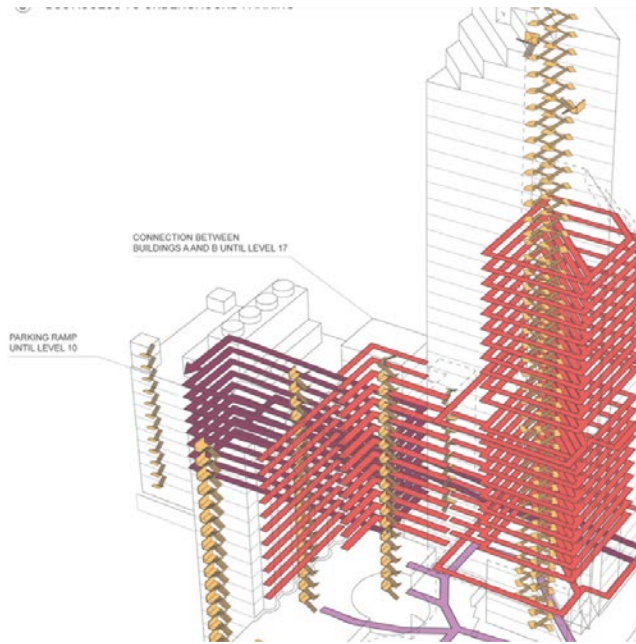 CONNECTION BETWEEN
BUILDINGS A AND B UNTIL LEVEL 17
PARKING RAMP
UNTIL LEVEL 10